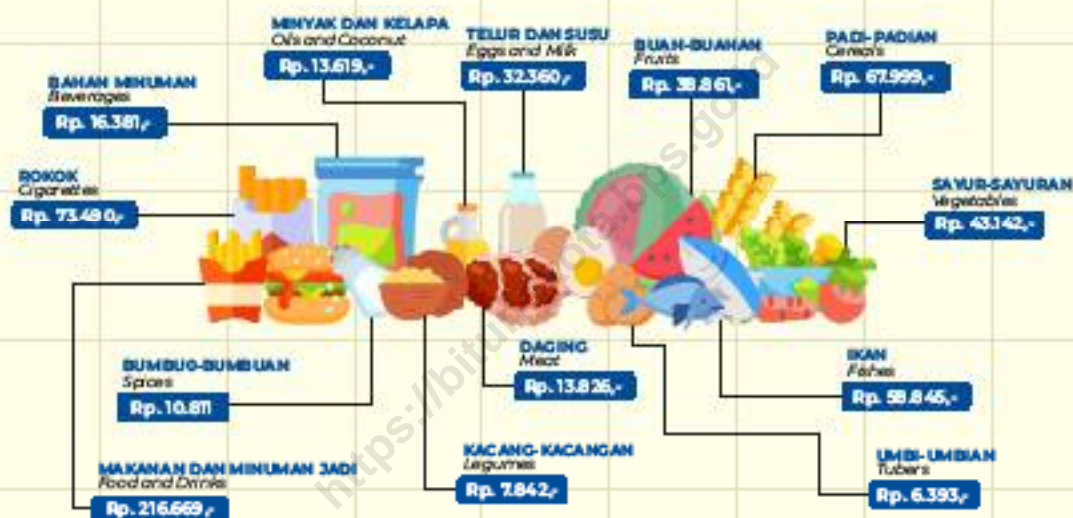 MINYAK DAN KELAPA
Oils and Coconut
Rp. 13.619,-
TELUR DAN SUSU
Eggs and Milk
Rp. 32.360,-
BUAH-BUAHAN
Fruits
Rp. 38.861,-
PADI-PADIAN
Cereals
Rp. 67.999,-
BAHAN MINUMAN
Beverages
Rp. 16.381,-
ROKOK
Cigarettes
Rp. 73.490,-
SAYUR-SAYURAN
Vegetables
Rp. 43.142,-
BUMBUO-BUMBUAN
Spices
Rp. 10.811
DAGING
Meat
Rp. 13.826,-
IKAN
Fishes
Rp. 58.845,-
MAKANAN DAN MINUMAN JADI
Food and Drinks
Rp. 216.669,-
KACANG-KACANGAN
Legumes
Rp. 7.842,-
UMBI-UMBIAN
Tubers
Rp. 6.393,-